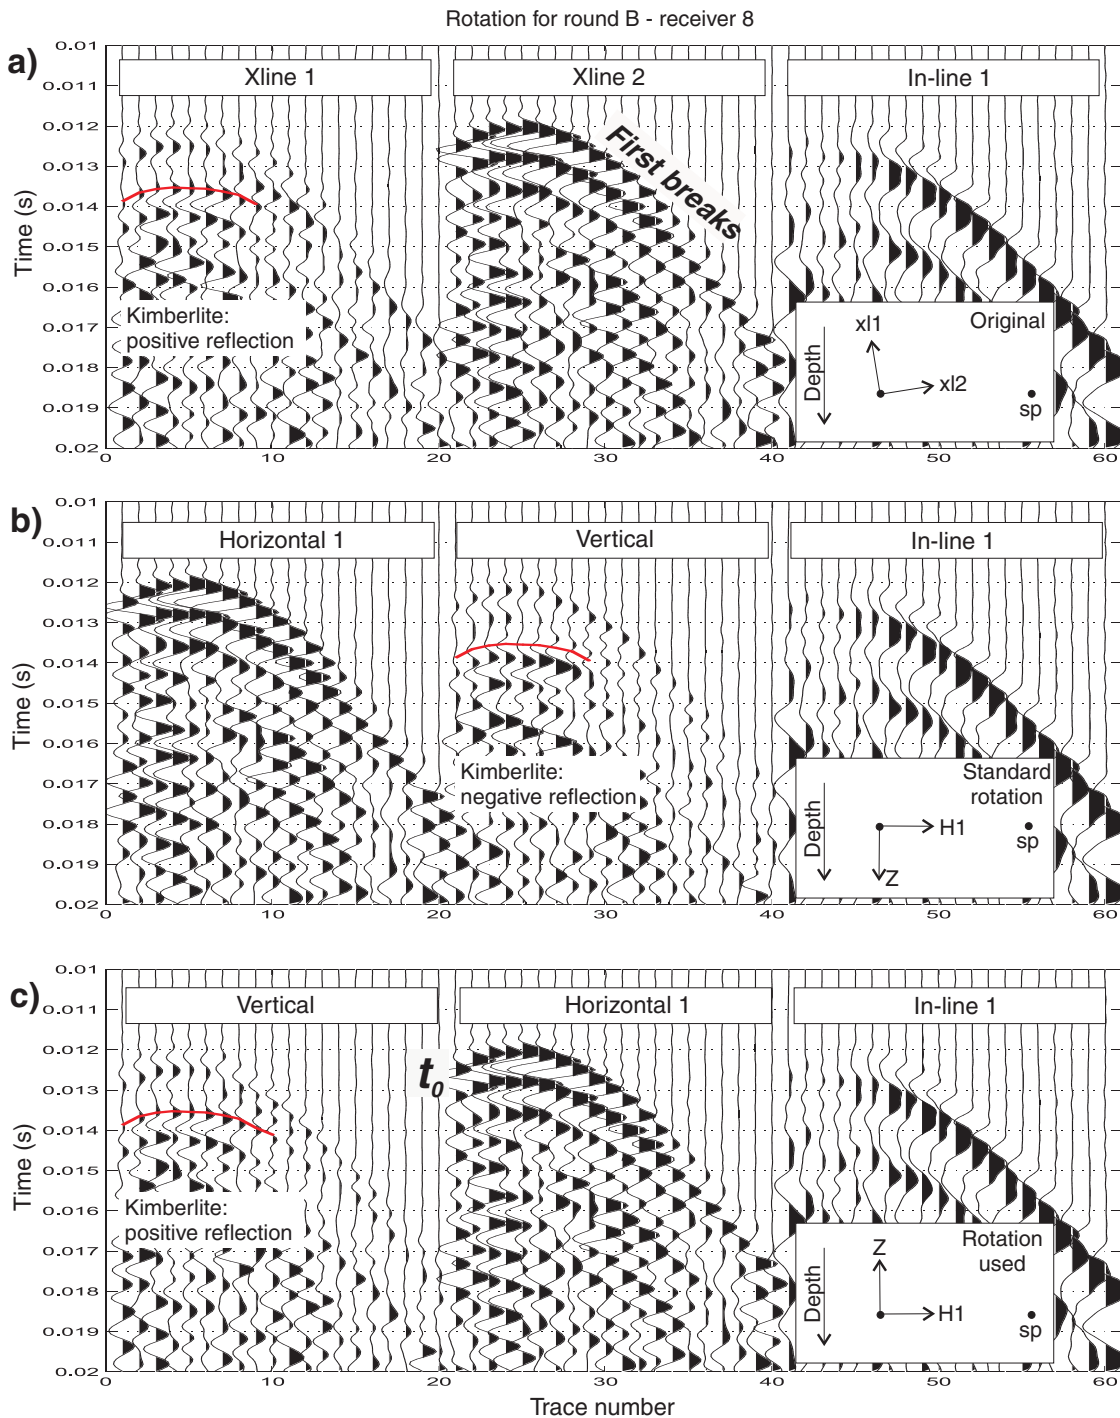 Rotation for round B - receiver 8
a)
Xline 1
Xline 2
In-line 1
0.01
0.011
0.012
0.013
0.014
0.015
0.016
0.017
0.018
0.019
0.02
Time (s)
First breaks
Kimberlite:
positive reflection
Original
xl1
xl2
Depth
sp
0
10
20
30
40
50
60
b)
Horizontal 1
Vertical
In-line 1
0.01
0.011
0.012
0.013
0.014
0.015
0.016
0.017
0.018
0.019
0.02
Time (s)
Kimberlite:
negative reflection
Standard
rotation
Depth
H1
Z
sp
0
10
20
30
40
50
60
c)
Vertical
Horizontal 1
In-line 1
0.01
0.011
0.012
0.013
0.014
0.015
0.016
0.017
0.018
0.019
0.02
Time (s)
t0
Kimberlite:
positive reflection
Rotation
used
Z
Depth
H1
sp
0
10
20
30
40
50
60
Trace number